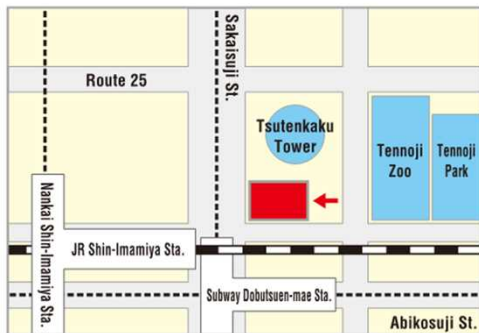 Route 25
Sakaisuji St.
Tsutenkaku
Tower
Tennoji
Zoo
Tennoji
Park
Nankai Shin-Imamiya Sta.
JR Shin-Imamiya Sta.
Subway Dobutsuen-mae Sta.
Abikosuji St.